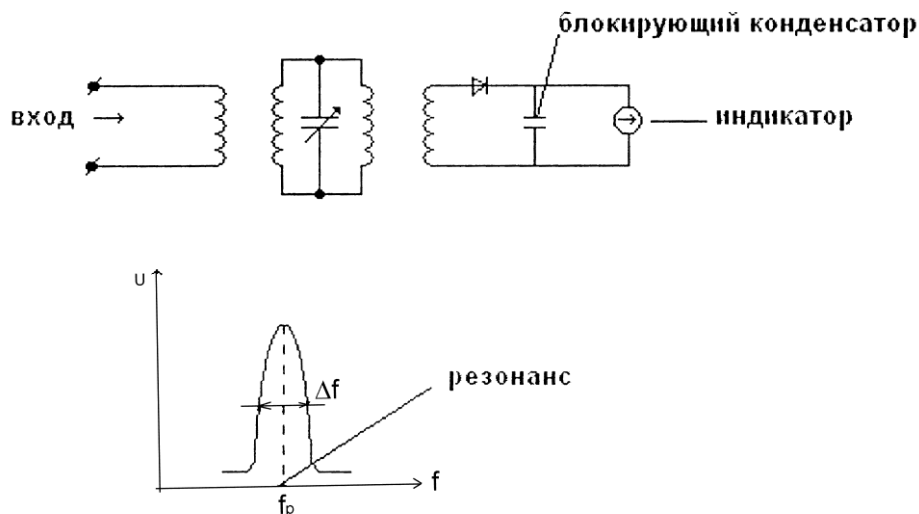 блокирующий конденсатор
вход
индикатор
U
Δf
резонанс
f
fр